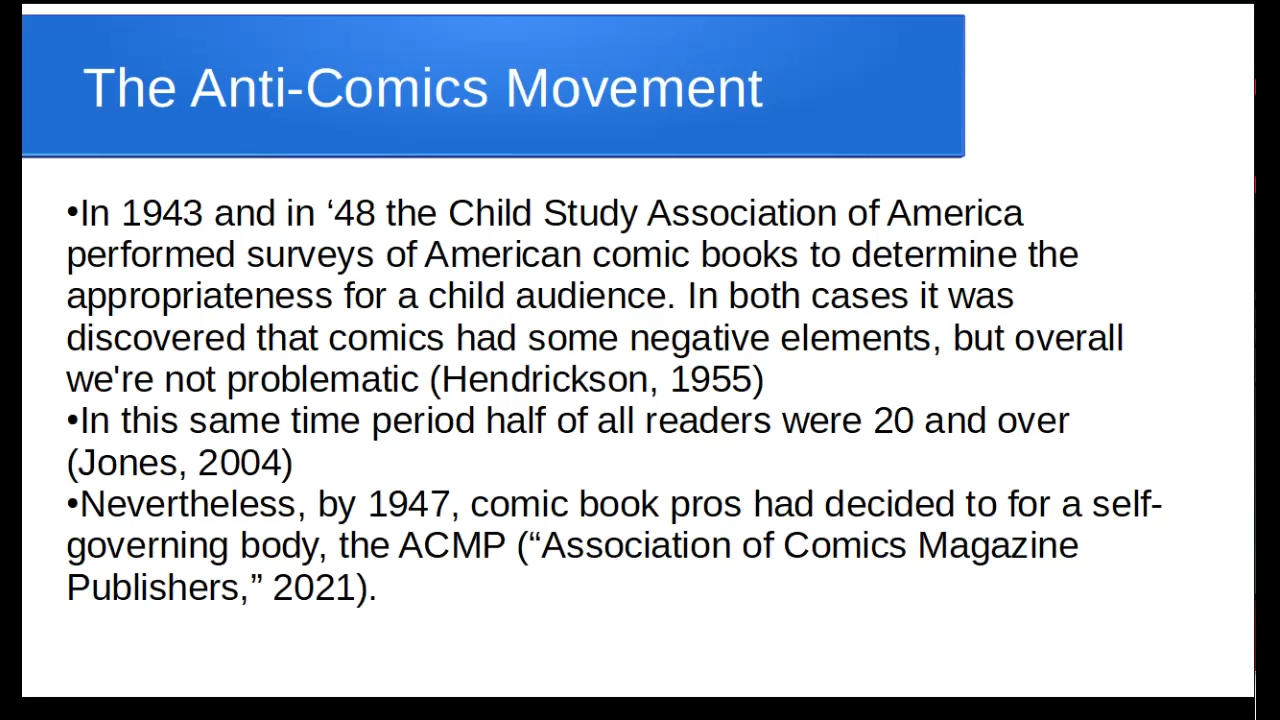 The Anti-Comics Movement
•In 1943 and in ‘48 the Child Study Association of America
performed surveys of American comic books to determine the
appropriateness for a child audience. In both cases it was
discovered that comics had some negative elements, but overall
we're not problematic (Hendrickson, 1955)
•In this same time period half of all readers were 20 and over
(Jones, 2004)
•Nevertheless, by 1947, comic book pros had decided to for a self-
governing body, the ACMP (“Association of Comics Magazine
Publishers,” 2021).